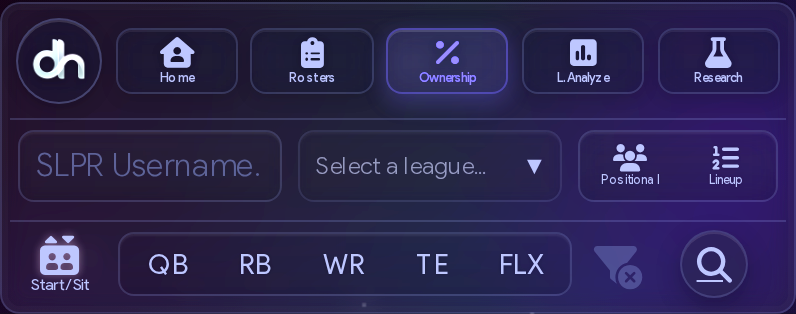 dh
Home
Rosters
Ownership
L.Analyze
Research
SLPR Username.
Select a league...
Positional
Lineup
Start/Sit
QB RB WR TE FLX